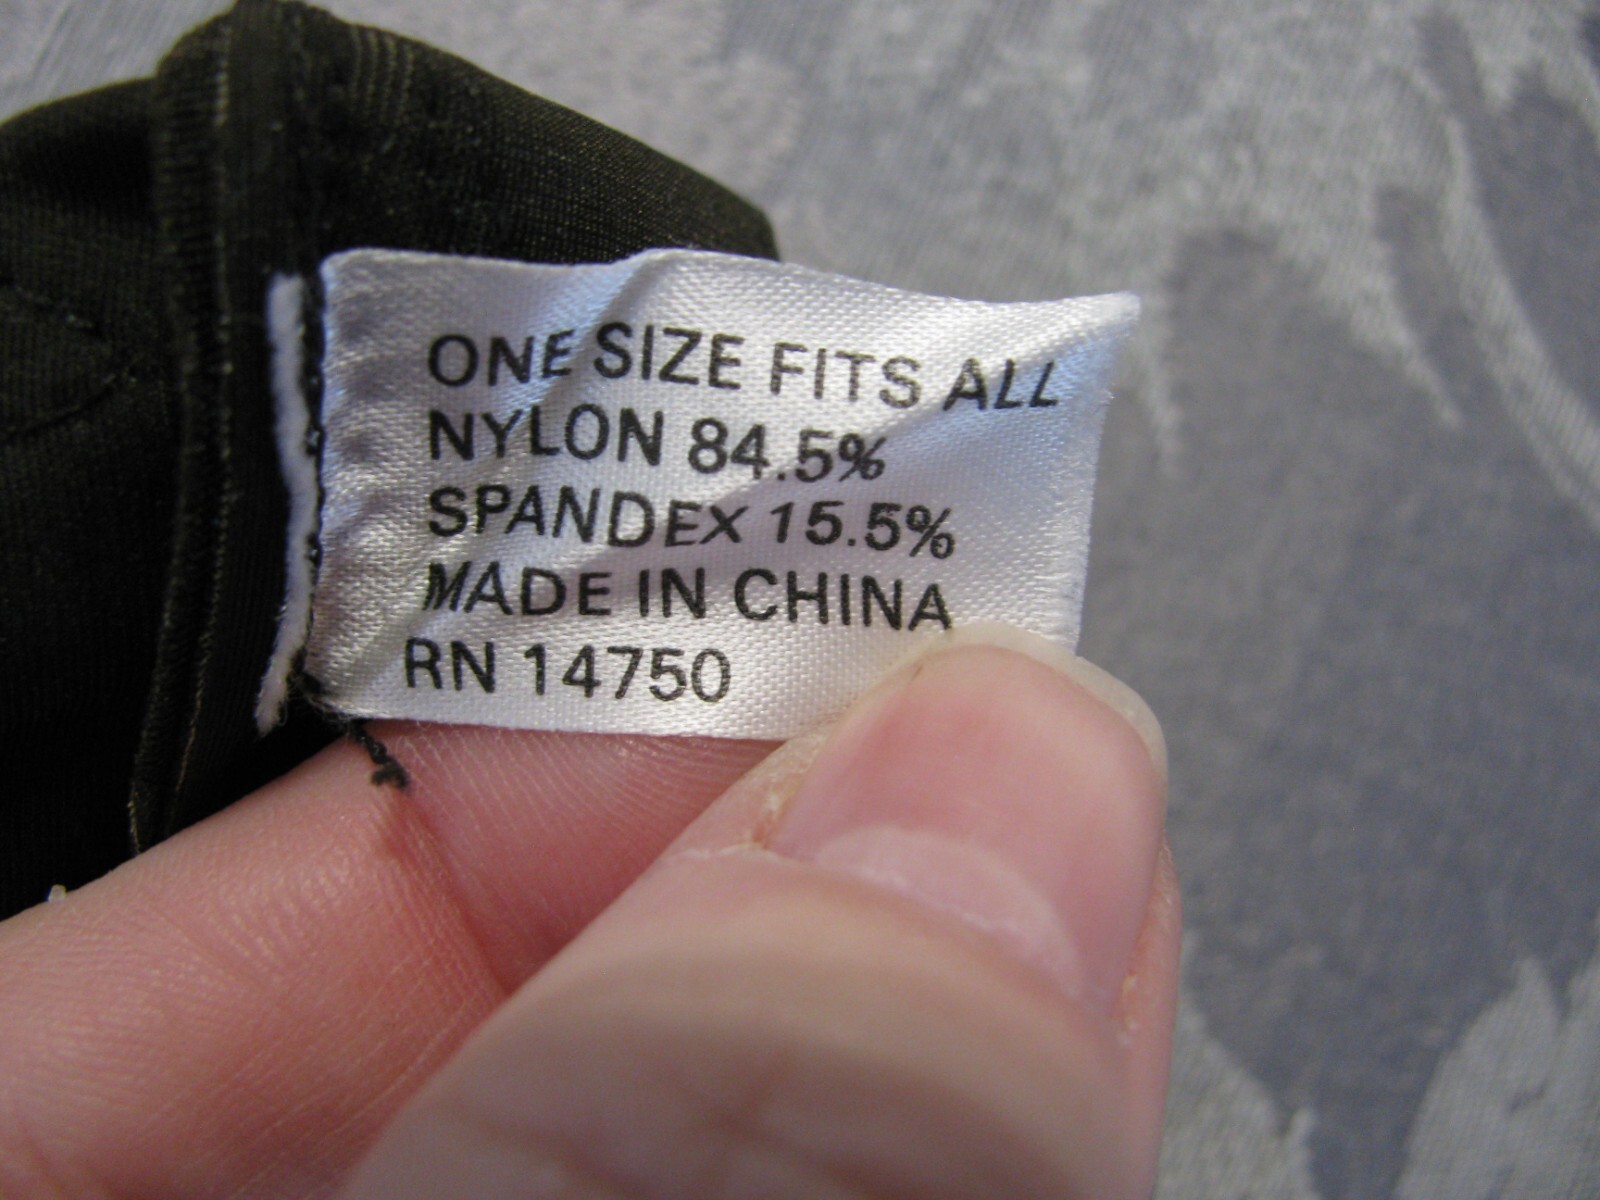 ONE SIZE FITS ALL
NYLON 84.5%
SPANDEX 15.5%
MADE IN CHINA
RN 14750